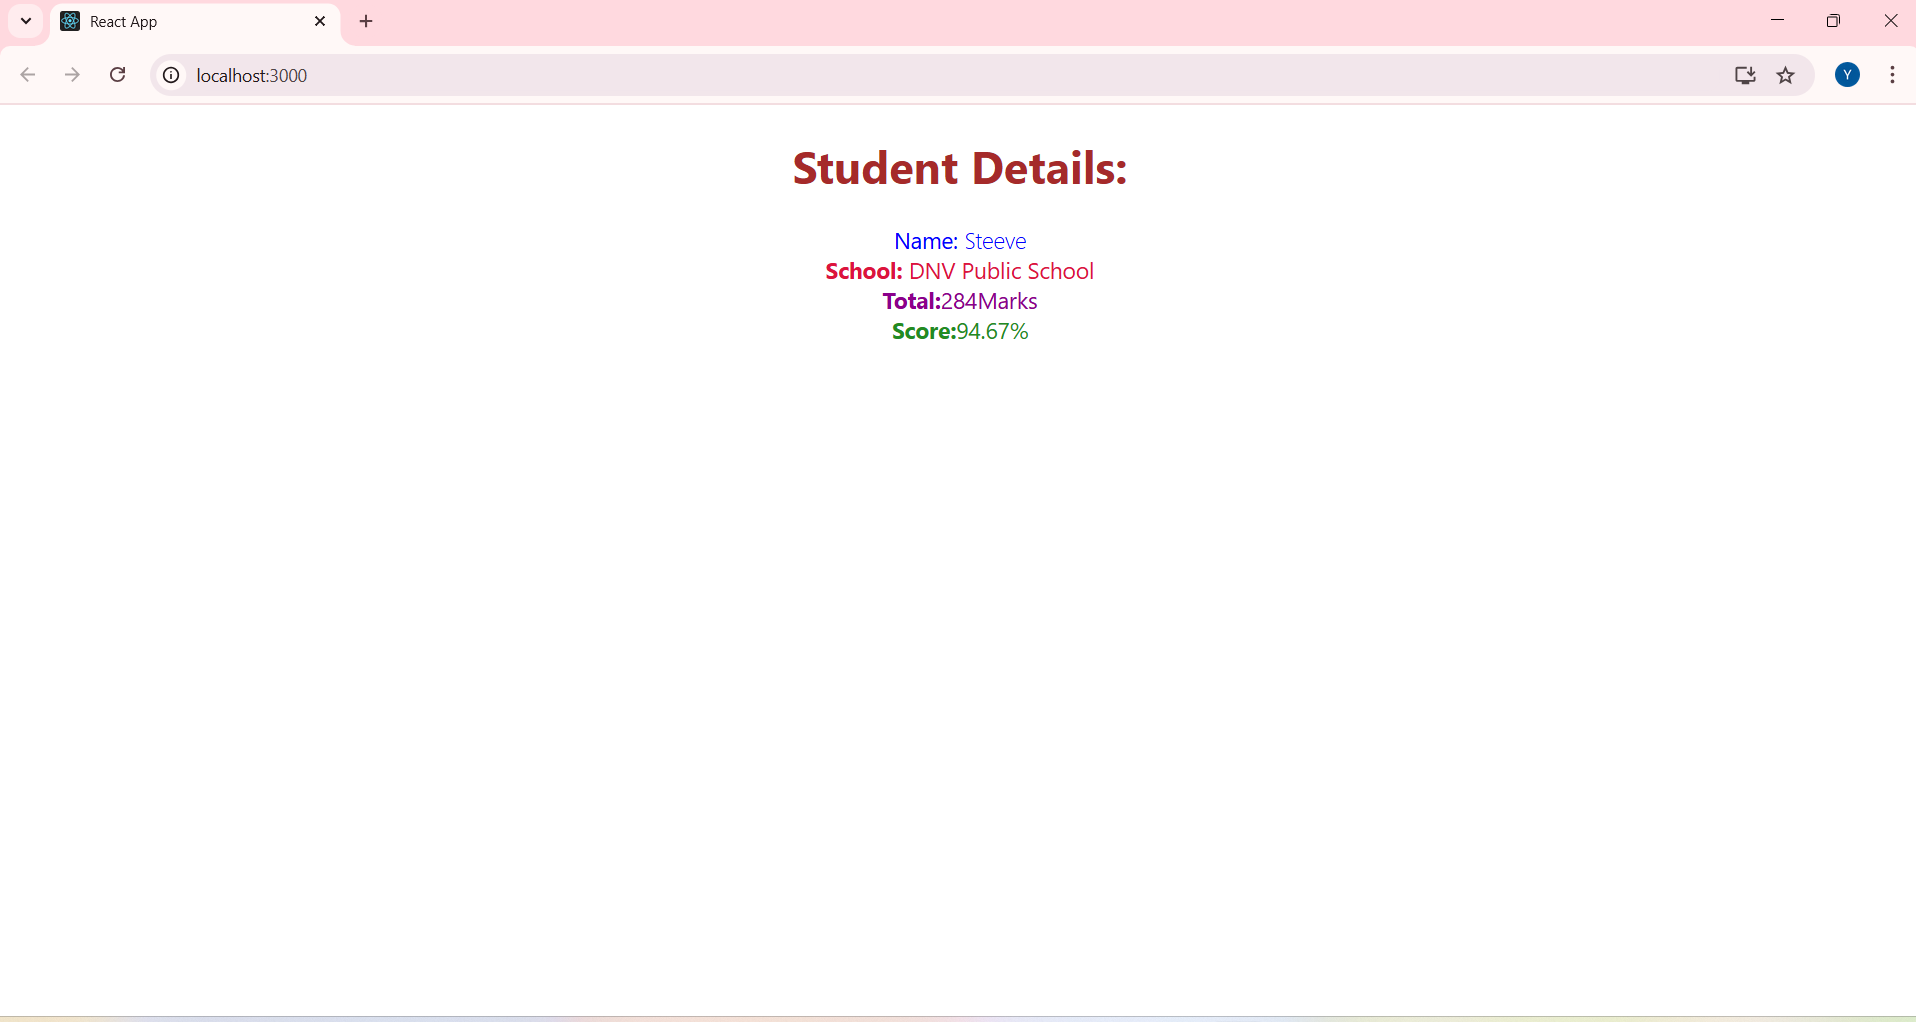 React App
localhost:3000
Y
Student Details:
Name: Steeve
School: DNV Public School
Total:284Marks
Score:94.67%